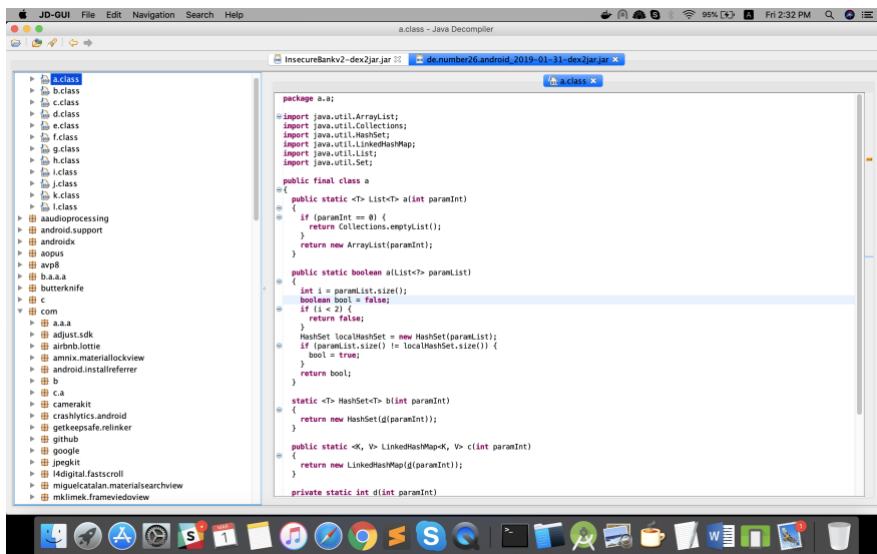 JD-GUI File Edit Navigation Search Help 95% Fri 2:32 PM
a.class - Java Decompiler
InsecureBankv2-dex2jar.jar de.number26.android_2019-01-31-dex2jar.jar
a.class
b.class
c.class
d.class
e.class
f.class
g.class
h.class
i.class
j.class
k.class
l.class
aaudioprocessing
android.support
androidx
aopus
avp8
b.a.a.a
butterknife
c
com
a.a.a
adjust.sdk
airbnb.lottie
amnix.materiallockview
android.installreferrer
b
c.a
camerakit
crashlytics.android
getkeepsafe.relinker
github
google
jpegkit
l4digital.fastscroll
miguelcatalan.materialsearchview
mklimek.frameviedoview
a.class
package a.a;
import java.util.ArrayList;
import java.util.Collections;
import java.util.HashSet;
import java.util.LinkedHashMap;
import java.util.List;
import java.util.Set;
public final class a
{
public static <T> List<T> a(int paramInt)
{
if (paramInt == 0) {
return Collections.emptyList();
}
return new ArrayList(paramInt);
}
public static boolean a(List<?> paramList)
{
int i = paramList.size();
boolean bool = false;
if (i < 2) {
return false;
}
HashSet localHashSet = new HashSet(paramList);
if (paramList.size() != localHashSet.size()) {
bool = true;
}
return bool;
}
static <T> HashSet<T> b(int paramInt)
{
return new HashSet(d(paramInt));
}
public static <K, V> LinkedHashMap<K, V> c(int paramInt)
{
return new LinkedHashMap(d(paramInt));
}
private static int d(int paramInt)